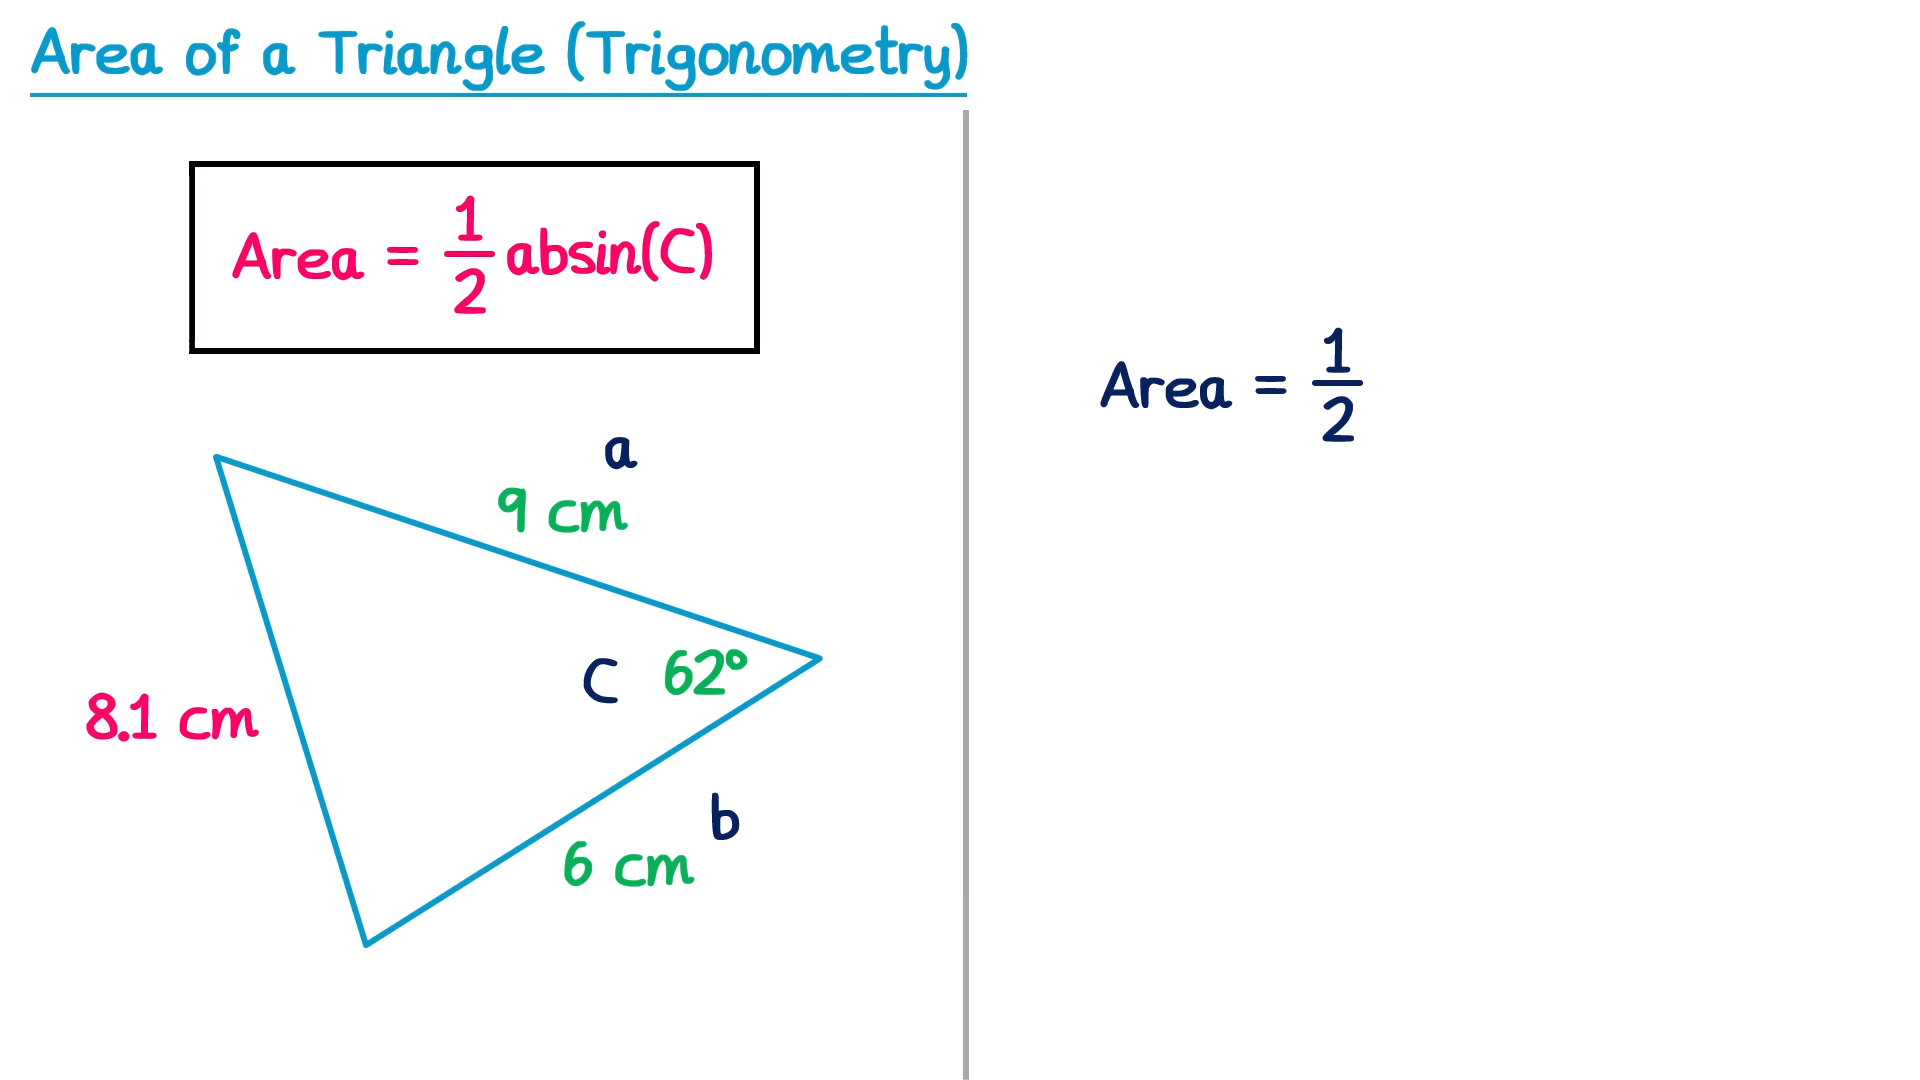 Area of a Triangle (Trigonometry)
Area = 1/2 absin(C)
Area = 1/2
a
9 cm
C 62°
8.1 cm
b
6 cm